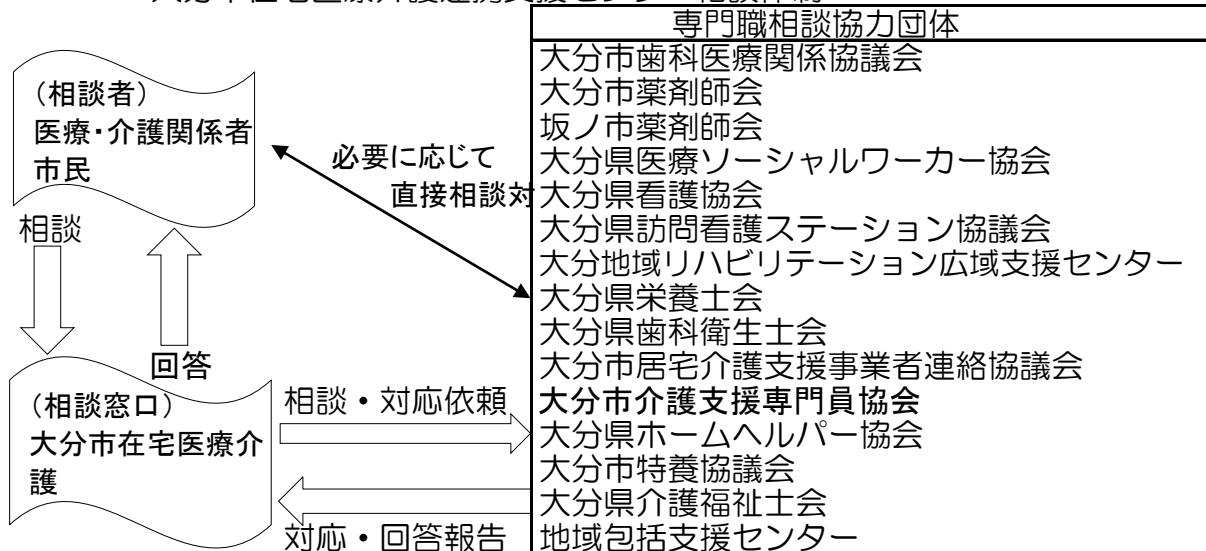 専門職相談協力団体
大分市歯科医療関係協議会
大分市薬剤師会
坂ノ市薬剤師会
大分県医療ソーシャルワーカー協会
大分県看護協会
大分県訪問看護ステーション協議会
大分地域リハビリテーション広域支援センター
大分県栄養士会
大分県歯科衛生士会
大分市居宅介護支援事業者連絡協議会
大分市介護支援専門員協会
大分県ホームヘルパー協会
大分市特養協議会
大分県介護福祉士会
地域包括支援センター
（相談者）
医療・介護関係者
市民
必要に応じて
直接相談対
相談
回答
（相談窓口）
大分市在宅医療介
護
相談・対応依頼
対応・回答報告